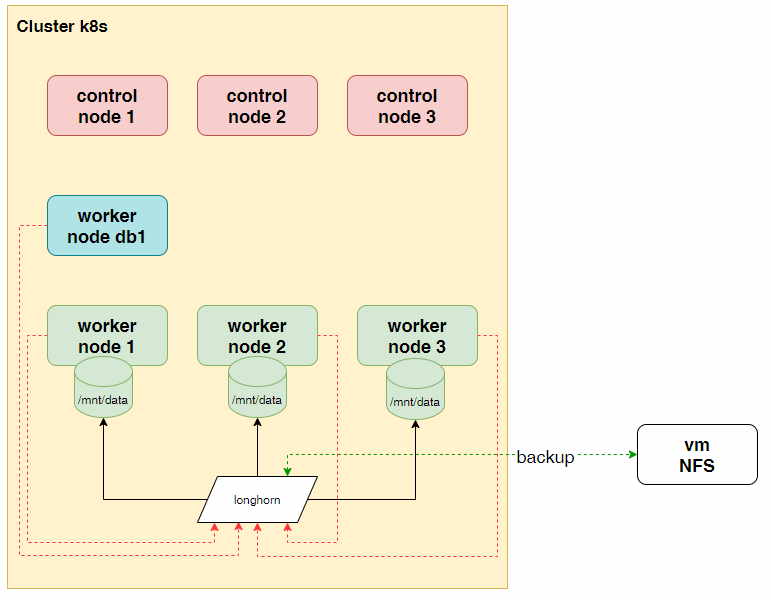 Cluster k8s
control
node 1
control
node 2
control
node 3
worker
node db1
worker
node 1
worker
node 2
worker
node 3
/mnt/data
/mnt/data
/mnt/data
backup
vm
NFS
longhorn